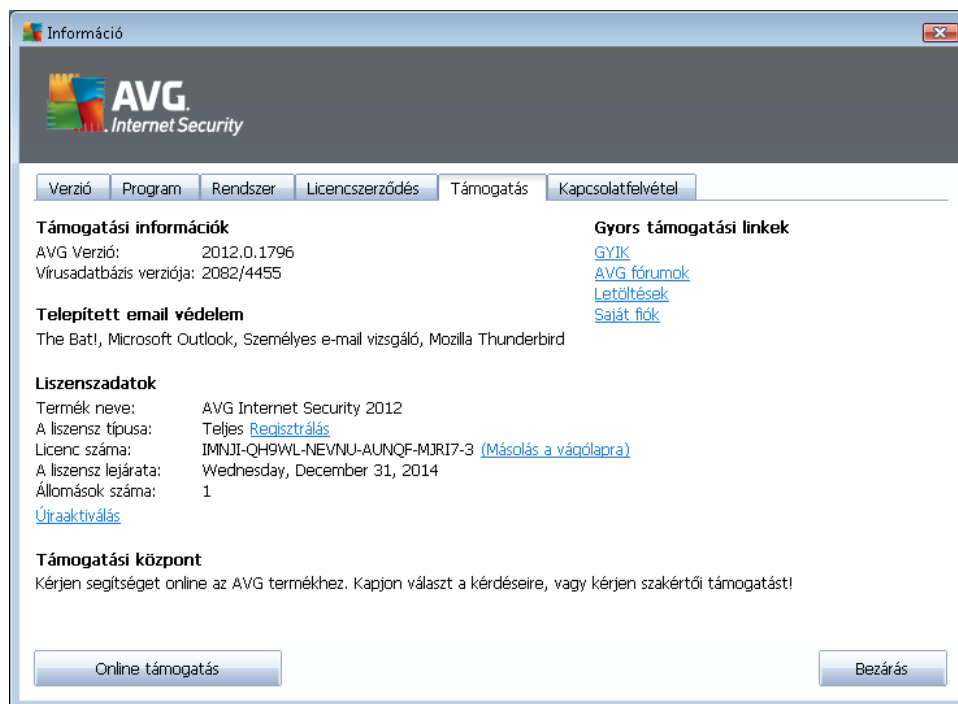 Információ
AVG.
Internet Security
Verzió Program Rendszer Licencszerződés Támogatás Kapcsolatfelvétel
Támogatási információk
AVG Verzió: 2012.0.1796
Vírusadatbázis verziója: 2082/4455
Gyors támogatási linkek
GYIK
AVG fórumok
Letöltések
Saját fiók
Telepített email védelem
The Bat!, Microsoft Outlook, Személyes e-mail vizsgáló, Mozilla Thunderbird
Liszenszadatok
Termék neve: AVG Internet Security 2012
A liszensz típusa: Teljes Regisztrálás
Licenc száma: IMNJI-QH9WL-NEVNU-AUNQF-MJRI7-3 (Másolás a vágólapra)
A liszensz lejárata: Wednesday, December 31, 2014
Állomások száma: 1
Újraaktiválás
Támogatási központ
Kérjen segítséget online az AVG termékhez. Kapjon választ a kérdéseire, vagy kérjen szakértői támogatást!
Online támogatás
Bezárás